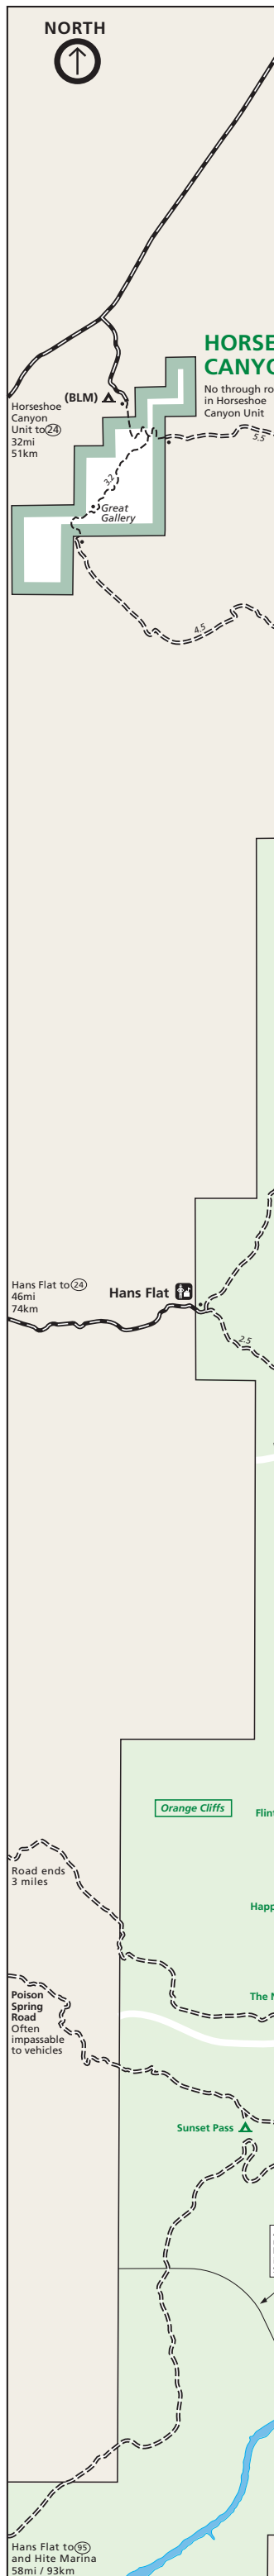 NORTH
HORSE
CANYO
No through ro
in Horseshoe
Canyon Unit
(BLM)
Horseshoe
Canyon
Unit to 24
32mi
51km
5.5
3.2
Great
Gallery
4.5
Hans Flat to 24
46mi
74km
Hans Flat
2.5
Orange Cliffs
Flin
Road ends
3 miles
Happ
Poison
Spring
Road
Often
impassable
to vehicles
The N
Sunset Pass
Hans Flat to 95
and Hite Marina
58mi / 93km